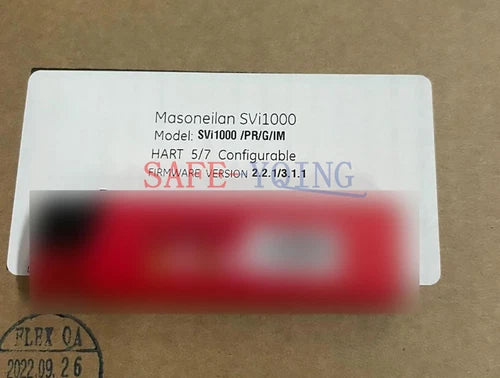 Masoneilan SVi1000
Model: SVi1000 /PR/G/IM
HART 5/7 Configurable
SAFE YQING
FIRMWARE VERSION 2.2.1/3.1.1
FLEX QA
2022.09.26